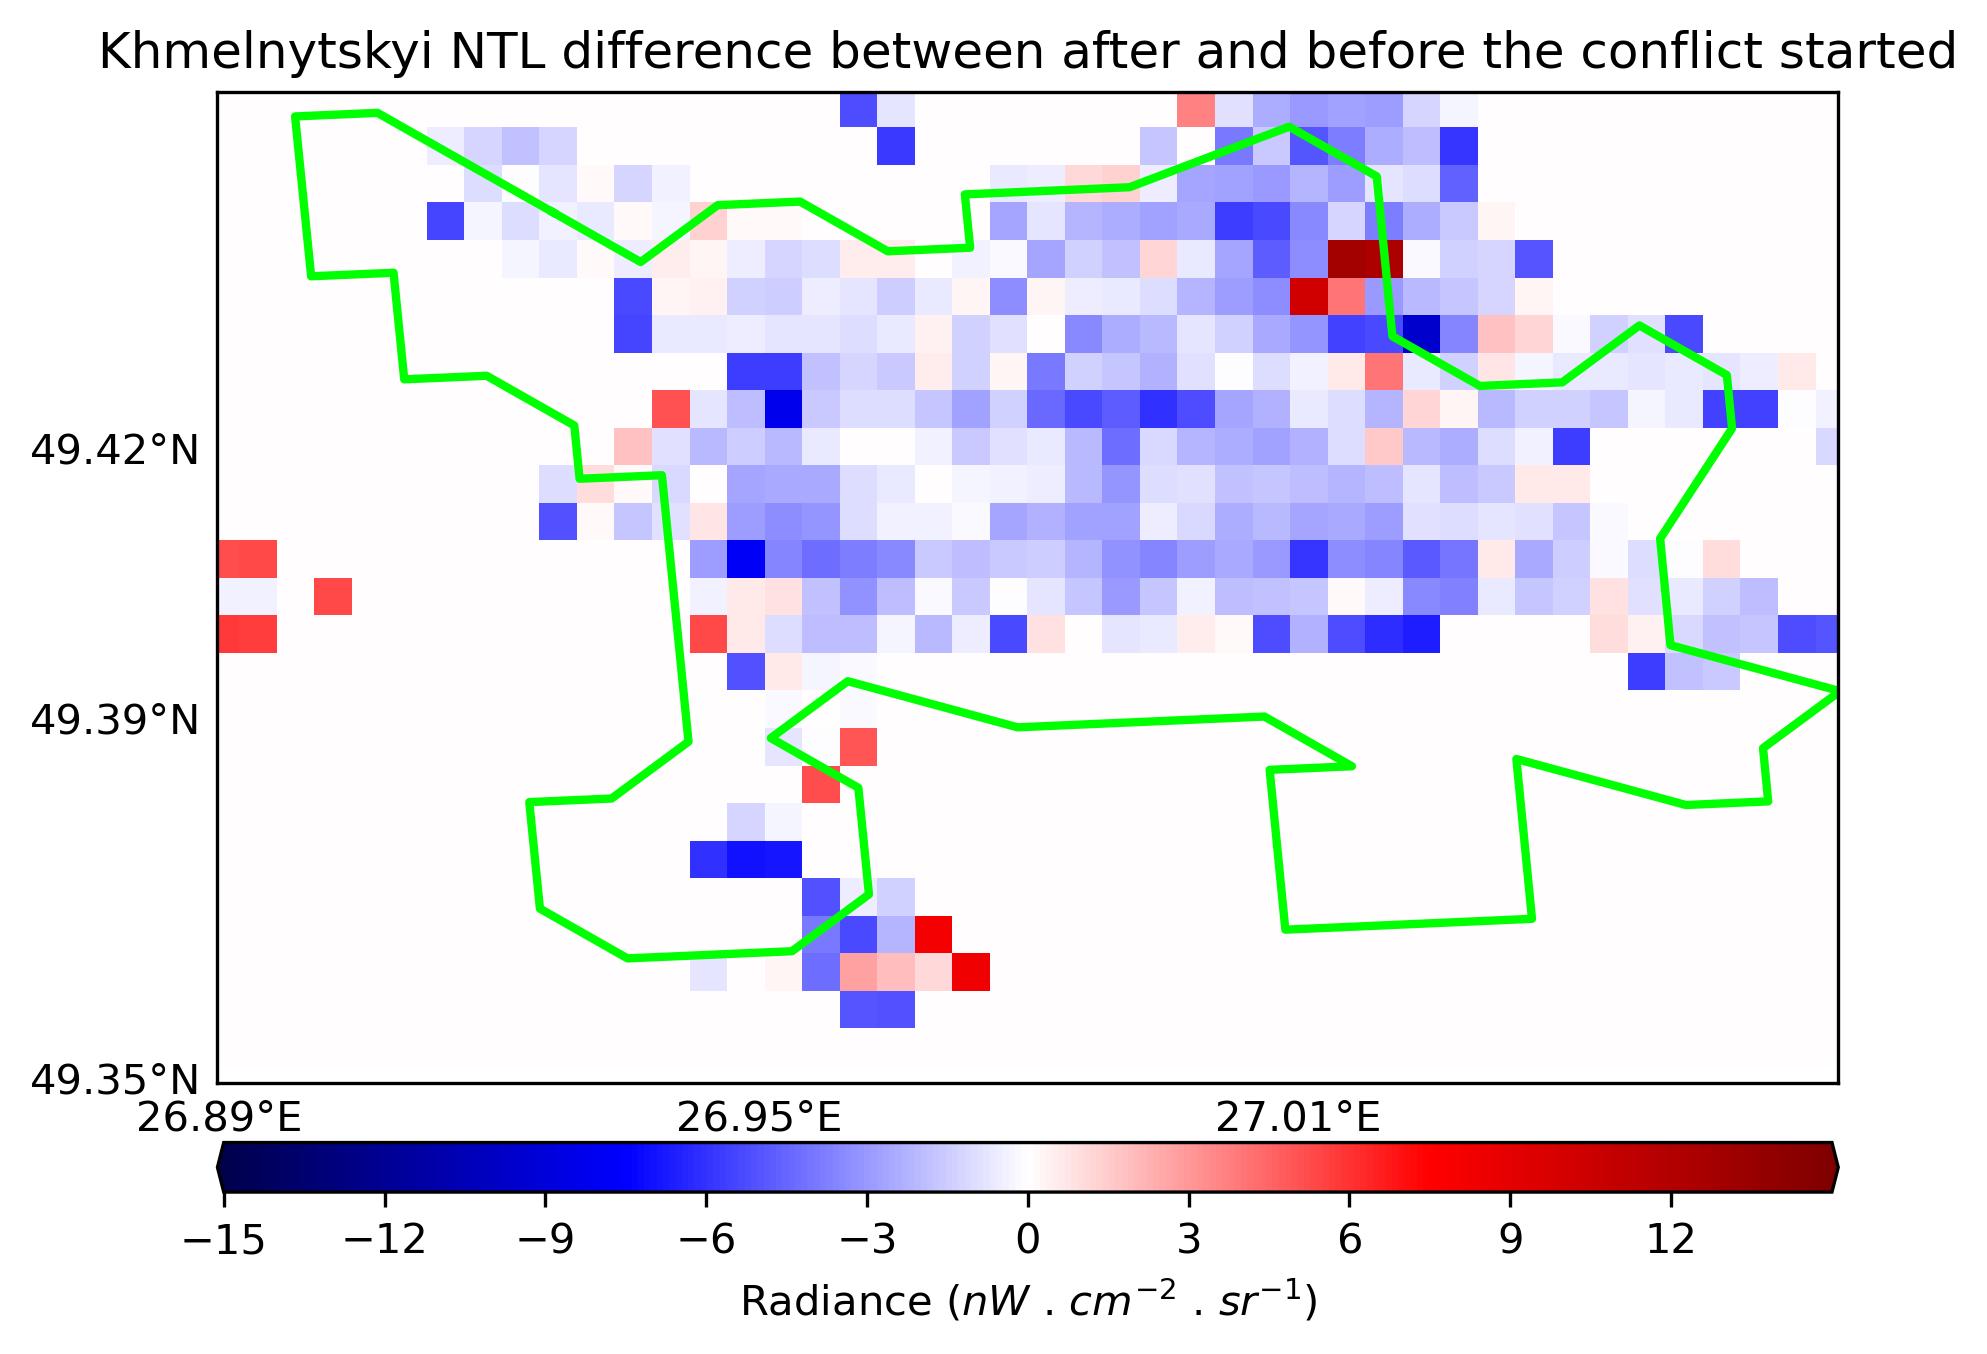 Khmelnytskyi NTL difference between after and before the conflict started
49.42°N
49.39°N
49.35°N
26.89°E 26.95°E 27.01°E
−15 −12 −9 −6 −3 0 3 6 9 12
Radiance (nW . cm⁻² . sr⁻¹)